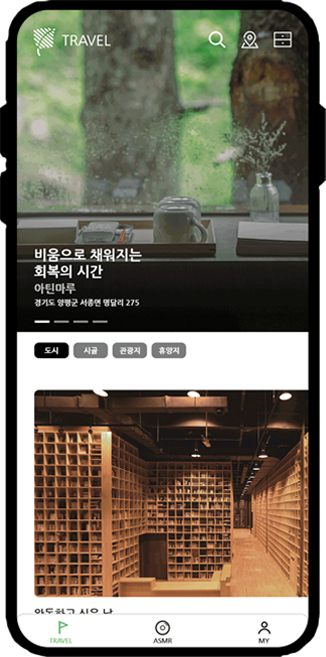 TRAVEL
비움으로 채워지는
회복의 시간
아틴마루
경기도 양평군 서종면 명달리 275
도시 시골 관광지 휴양지
TRAVEL ASMR MY